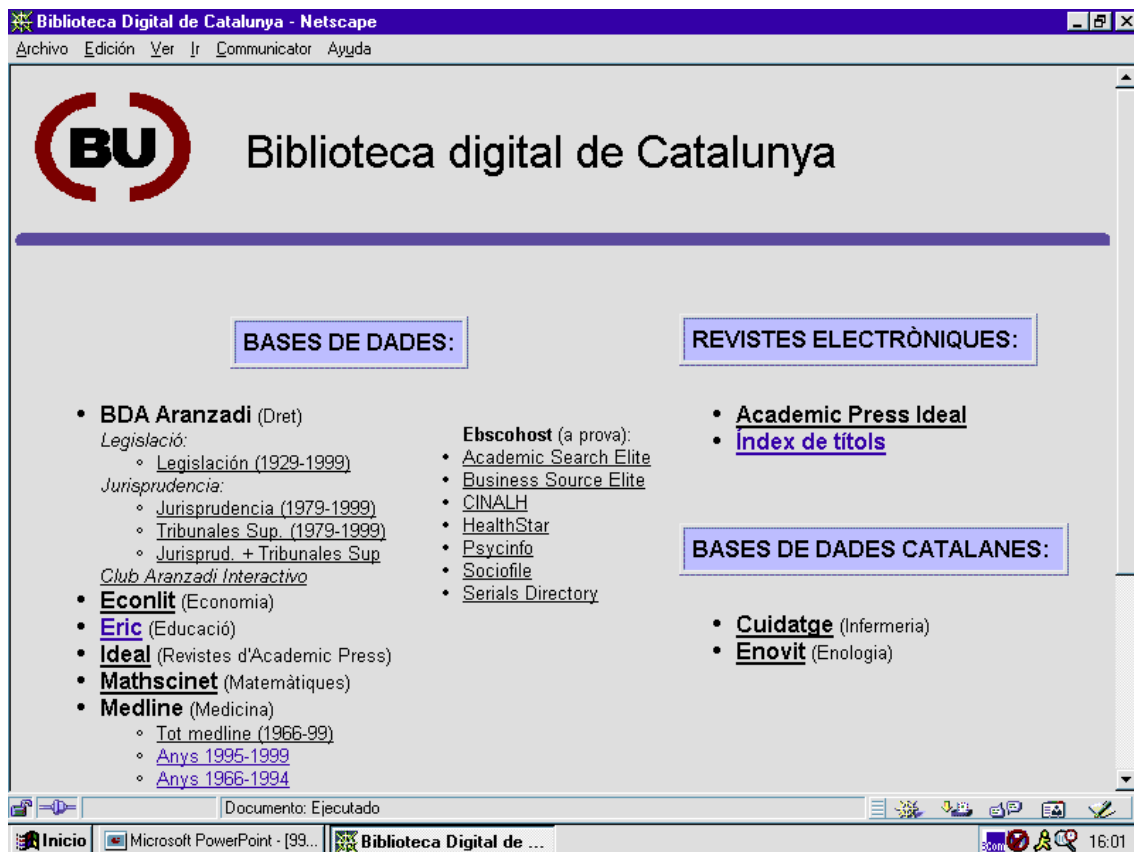 Biblioteca Digital de Catalunya - Netscape
Archivo Edición Ver Ir Communicator Ayuda
BU
Biblioteca digital de Catalunya
BASES DE DADES:
• BDA Aranzadi (Dret)
Legislació:
Legislación (1929-1999)
Jurisprudencia:
Jurisprudencia (1979-1999)
Tribunales Sup. (1979-1999)
Jurisprud. + Tribunales Sup
Club Aranzadi Interactivo
• Econlit (Economia)
• Eric (Educació)
• Ideal (Revistes d'Academic Press)
• Mathscinet (Matemàtiques)
• Medline (Medicina)
Tot medline (1966-99)
Anys 1995-1999
Anys 1966-1994
Ebscohost (a prova):
• Academic Search Elite
• Business Source Elite
• CINALH
• HealthStar
• Psycinfo
• Sociofile
• Serials Directory
REVISTES ELECTRÒNIQUES:
• Academic Press Ideal
• Índex de títols
BASES DE DADES CATALANES:
• Cuidatge (Infermeria)
• Enovit (Enologia)
Documento: Ejecutado
Inicio
Microsoft PowerPoint - [99...
Biblioteca Digital de ...
3Com
16:01